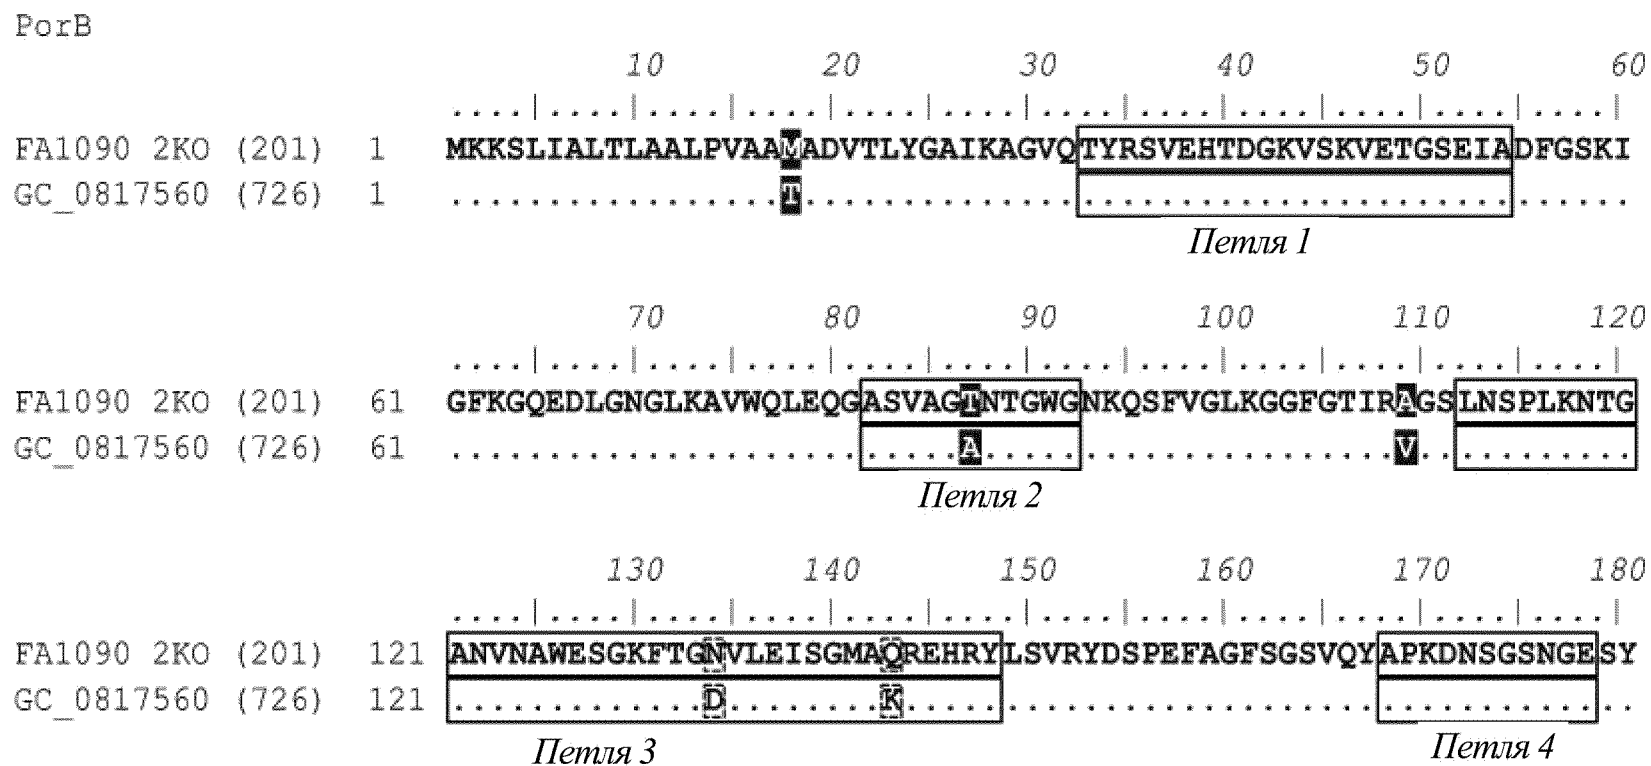 PorB
10 20 30 40 50 60
....|....|....|....|....|....|....|....|....|....|....|....|
FA1090 2KO (201) 1 MKKSLIALTLAALPVAAMADVTLYGAIKAGVQTYRSVEHTDGKVSKVETGSEIADFGSKI
GC_0817560 (726) 1 .................T..........................................
Петля 1
70 80 90 100 110 120
....|....|....|....|....|....|....|....|....|....|....|....|
FA1090 2KO (201) 61 GFKGQEDLGNGLKAVWQLEQGASVAGTNTGWGNKQSFVGLKGGFGTIRAGSLNSPLKNTG
GC_0817560 (726) 61 ..........................A.....................V...........
Петля 2
130 140 150 160 170 180
....|....|....|....|....|....|....|....|....|....|....|....|
FA1090 2KO (201) 121 ANVNAWESGKFTGNVLEISGMAQREHRYLSVRYDSPEFAGFSGSVQYAPKDNSGSNGESY
GC_0817560 (726) 121 .............D........K.....................................
Петля 3 Петля 4